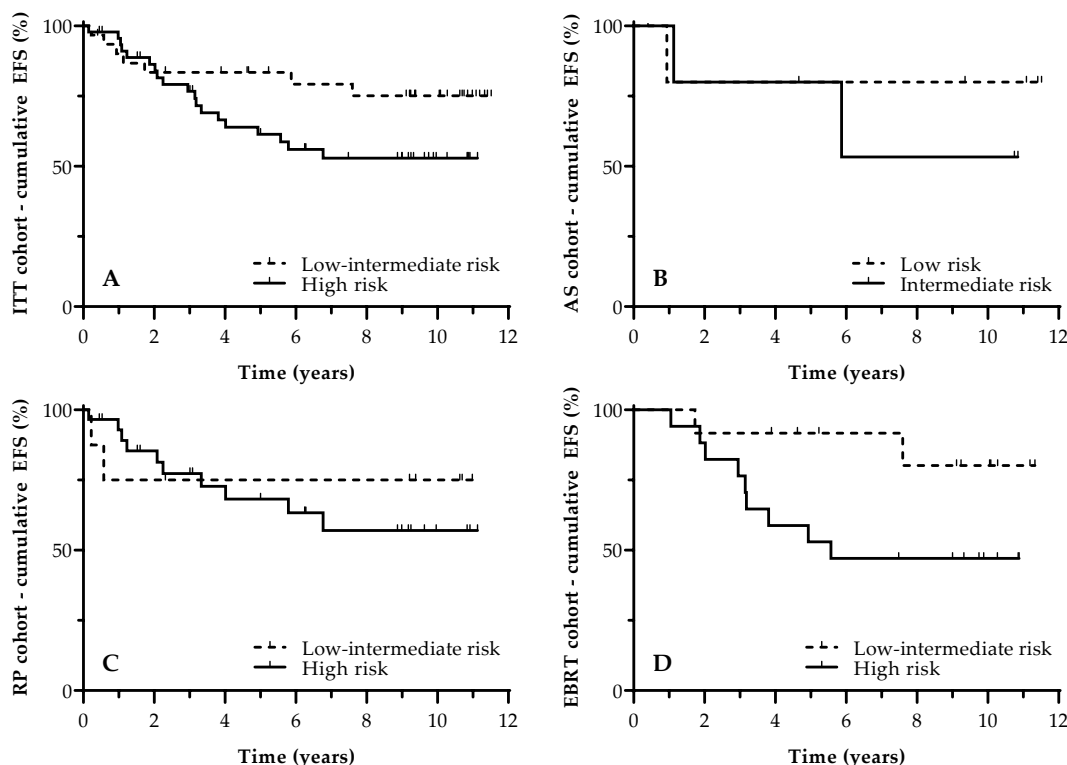 ITT cohort - cumulative EFS (%)
100
50
0
A
Low-intermediate risk
High risk
0 2 4 6 8 10 12
Time (years)
AS cohort - cumulative EFS (%)
100
50
0
B
Low risk
Intermediate risk
0 2 4 6 8 10 12
Time (years)
RP cohort - cumulative EFS (%)
100
50
0
C
Low-intermediate risk
High risk
0 2 4 6 8 10 12
Time (years)
EBRT cohort - cumulative EFS (%)
100
50
0
D
Low-intermediate risk
High risk
0 2 4 6 8 10 12
Time (years)